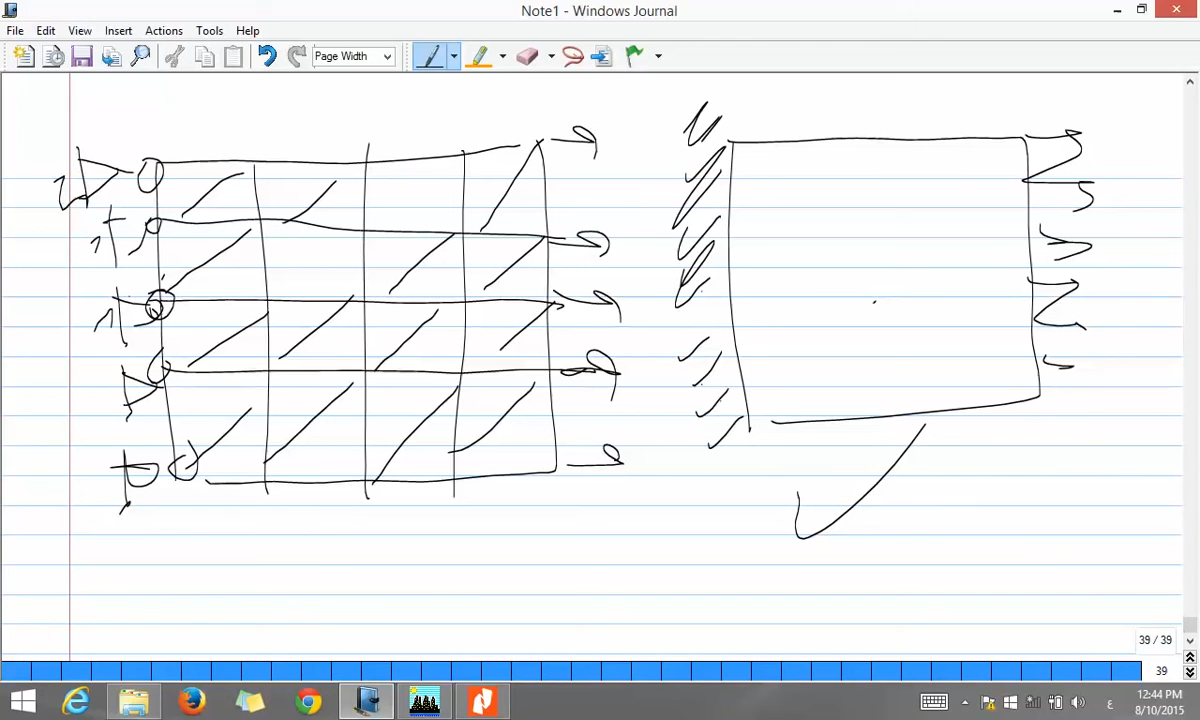 Note1 - Windows Journal
File Edit View Insert Actions Tools Help
Page Width
39 / 39
39
12:44 PM
ع
8/10/2015